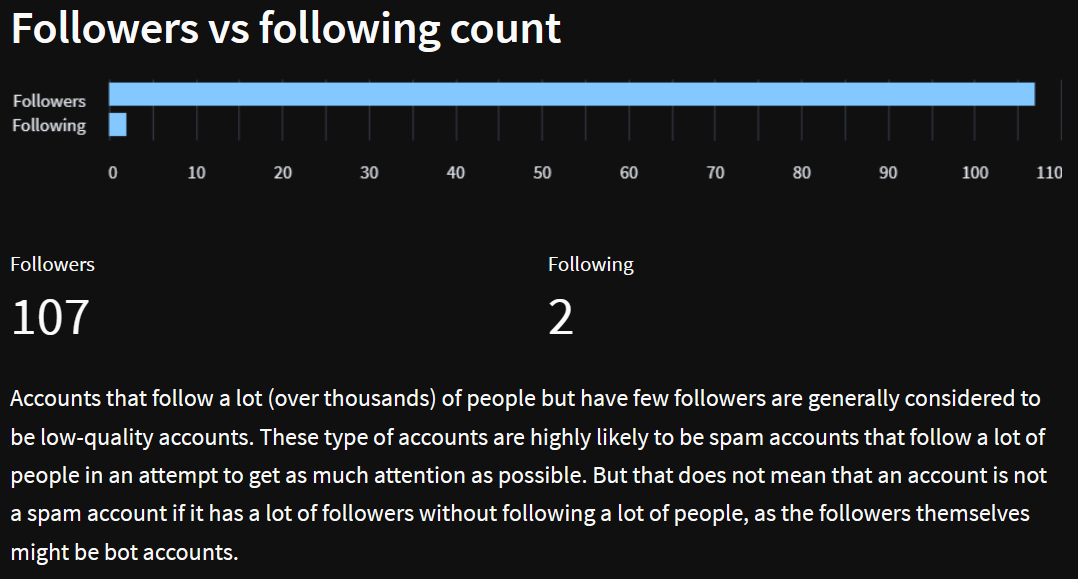 Followers vs following count
Followers
Following
0 10 20 30 40 50 60 70 80 90 100 110
Followers Following
107 2
Accounts that follow a lot (over thousands) of people but have few followers are generally considered to
be low-quality accounts. These type of accounts are highly likely to be spam accounts that follow a lot of
people in an attempt to get as much attention as possible. But that does not mean that an account is not
a spam account if it has a lot of followers without following a lot of people, as the followers themselves
might be bot accounts.